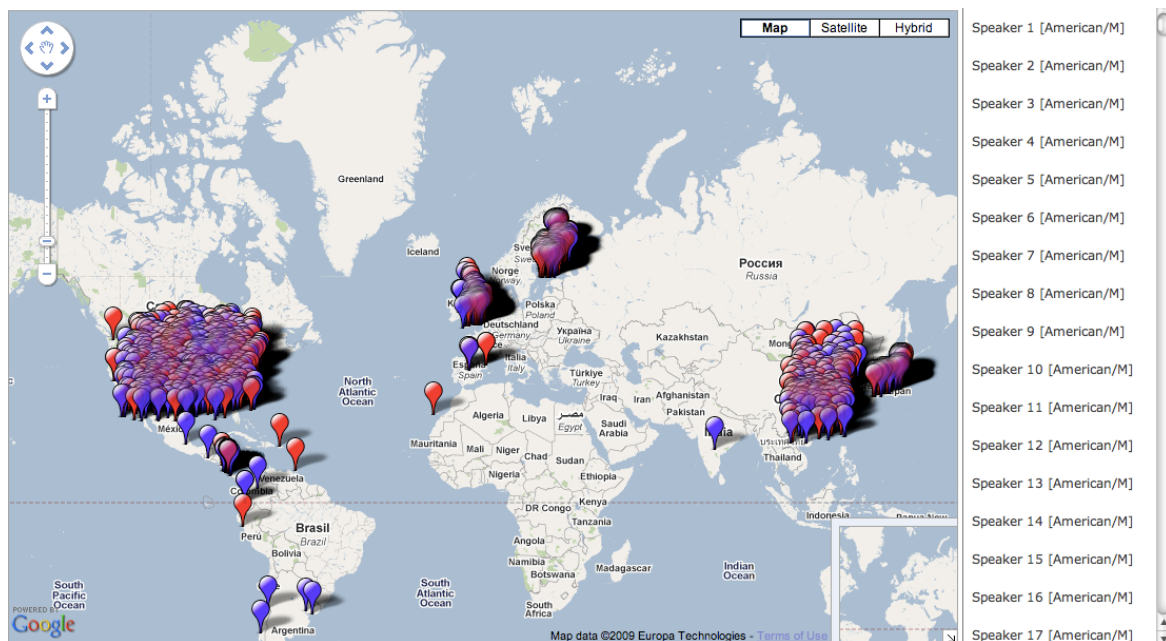 Map
Satellite
Hybrid
Greenland
Iceland
Norge
Norway
Россия
Russia
Polska
Poland
Deutschland
Germany
Україна
Ukraine
Kazakhstan
Italia
Italy
España
Spain
Türkiye
Turkey
Iraq
Iran
Afghanistan
Pakistan
North
Atlantic
Ocean
Algeria
Libya
مصر
Egypt
Saudi
Arabia
México
Mauritania
Mali
Niger
Chad
Sudan
Thailand
Nigeria
Ethiopia
Venezuela
Colombia
DR Congo
Kenya
Tanzania
Indonesia
Papua New
Perú
Brasil
Brazil
Bolivia
Angola
Namibia
Botswana
Madagascar
South
Africa
South
Pacific
Ocean
South
Atlantic
Ocean
Indian
Ocean
Argentina
POWERED BY
Google
Map data ©2009 Europa Technologies - Terms of Use
Speaker 1 [American/M]
Speaker 2 [American/M]
Speaker 3 [American/M]
Speaker 4 [American/M]
Speaker 5 [American/M]
Speaker 6 [American/M]
Speaker 7 [American/M]
Speaker 8 [American/M]
Speaker 9 [American/M]
Speaker 10 [American/M]
Speaker 11 [American/M]
Speaker 12 [American/M]
Speaker 13 [American/M]
Speaker 14 [American/M]
Speaker 15 [American/M]
Speaker 16 [American/M]
Speaker 17 [American/M]